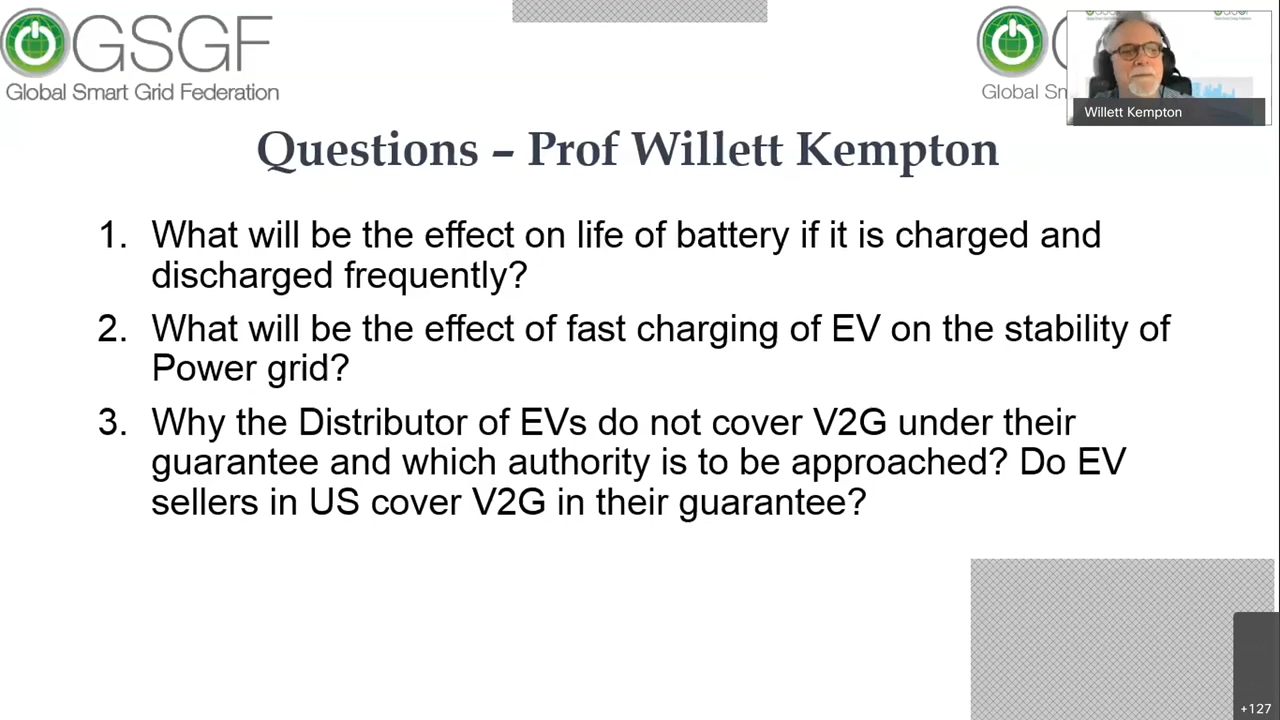 GSGF
Global Smart Grid Federation
Global Sm
Willett Kempton
Questions – Prof Willett Kempton
1. What will be the effect on life of battery if it is charged and
discharged frequently?
2. What will be the effect of fast charging of EV on the stability of
Power grid?
3. Why the Distributor of EVs do not cover V2G under their
guarantee and which authority is to be approached? Do EV
sellers in US cover V2G in their guarantee?
+127